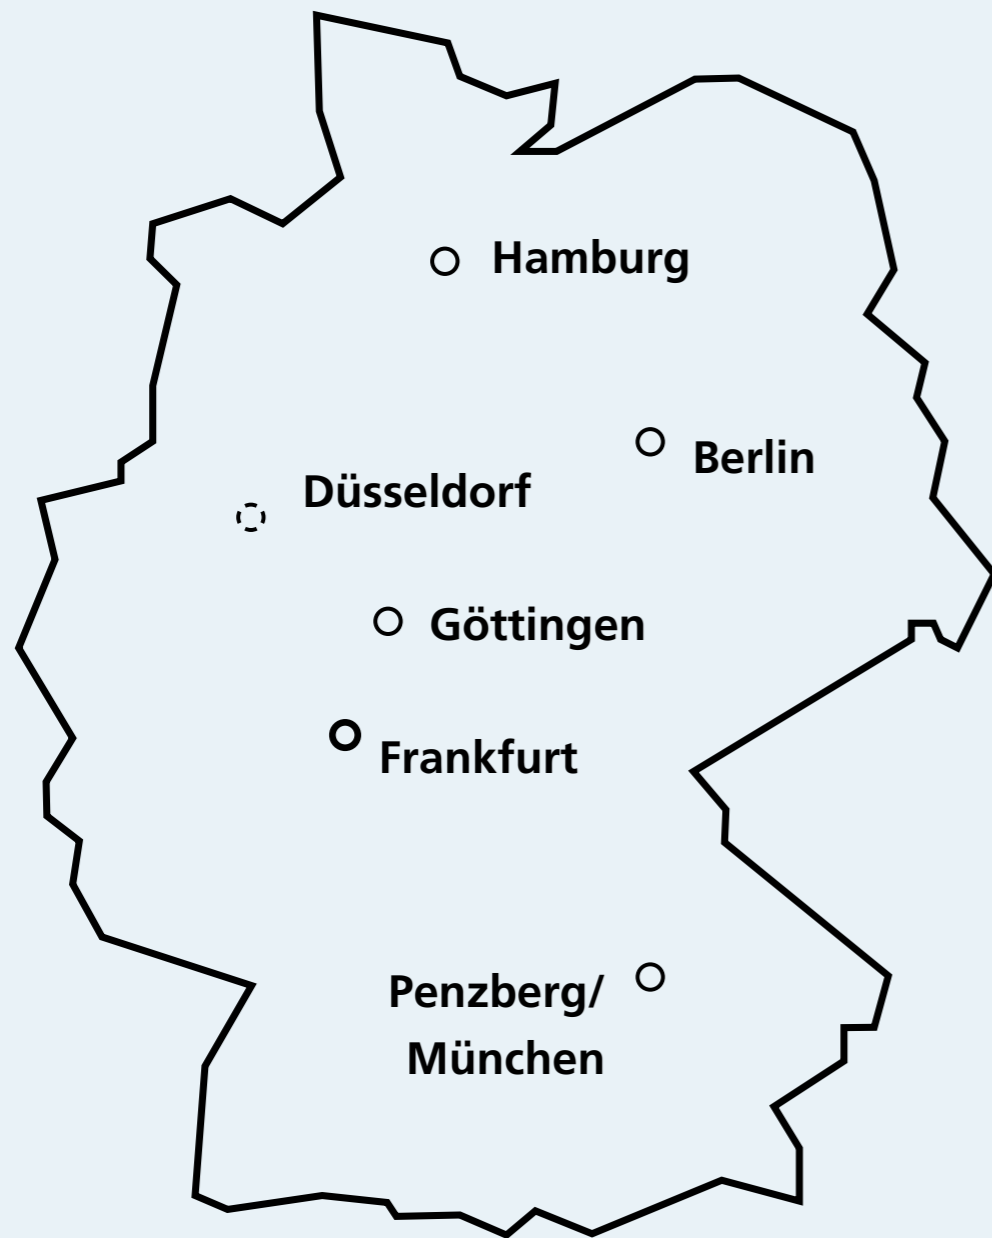 Hamburg
Berlin
Düsseldorf
Göttingen
Frankfurt
Penzberg/
München